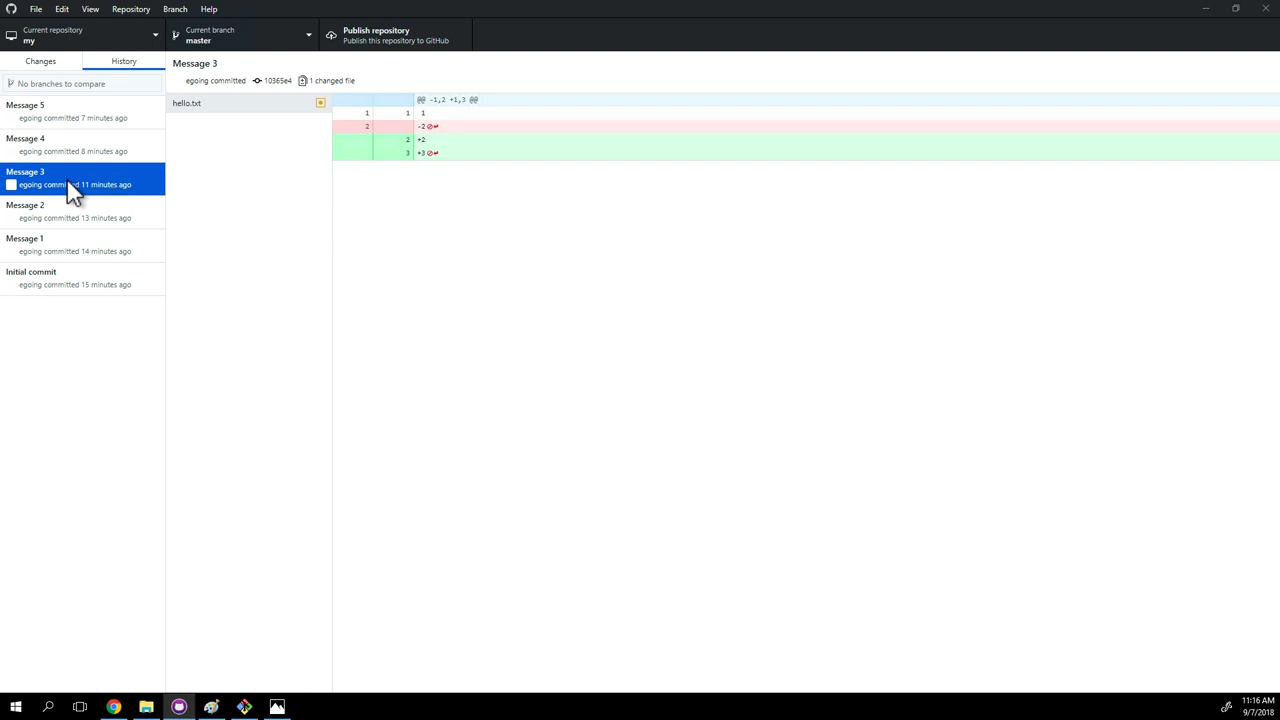 File Edit View Repository Branch Help
Current repository
my
Current branch
master
Publish repository
Publish this repository to GitHub
Changes
History
No branches to compare
Message 5
egoing committed 7 minutes ago
Message 4
egoing committed 8 minutes ago
Message 3
egoing committed 11 minutes ago
Message 2
egoing committed 13 minutes ago
Message 1
egoing committed 14 minutes ago
Initial commit
egoing committed 15 minutes ago
Message 3
egoing committed 10365e4 1 changed file
hello.txt
@@ -1,2 +1,3 @@
1 1 1
2 -2
2 +2
3 +3
11:16 AM
9/7/2018